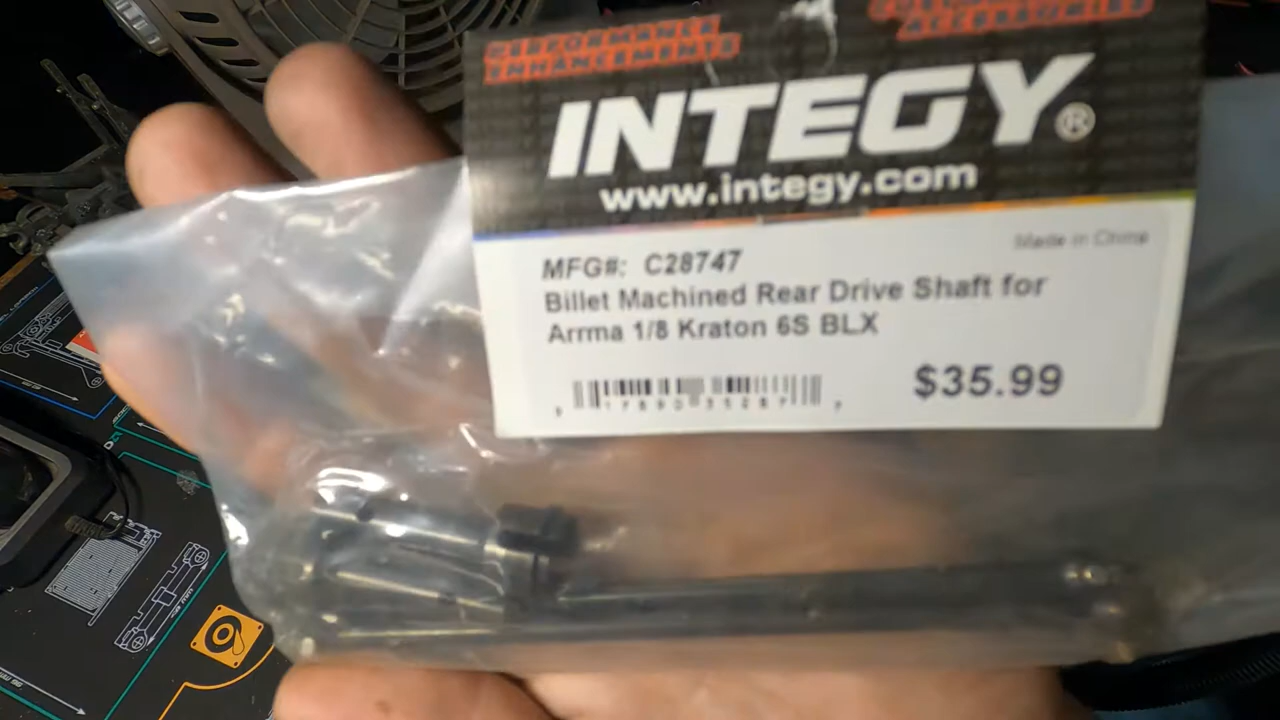 PERFORMANCE
ENHANCEMENTS
ACCESSORIES
INTEGY®
www.integy.com
Made in China
MFG#: C28747
Billet Machined Rear Drive Shaft for
Arrma 1/8 Kraton 6S BLX
$35.99